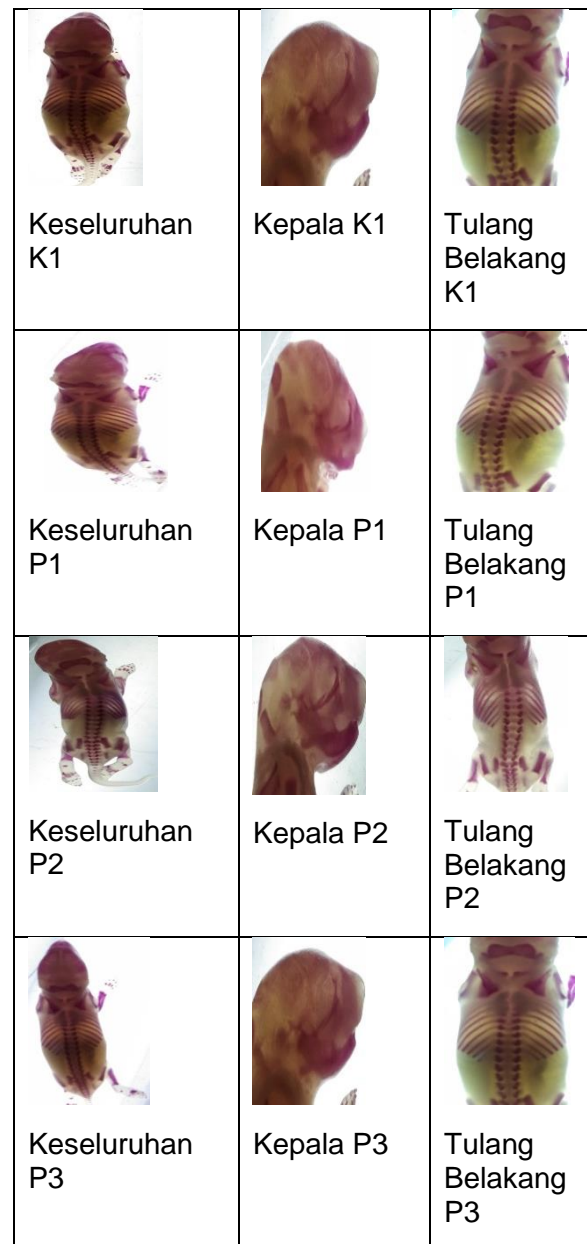 Keseluruhan
K1
Kepala K1
Tulang
Belakang
K1
Keseluruhan
P1
Kepala P1
Tulang
Belakang
P1
Keseluruhan
P2
Kepala P2
Tulang
Belakang
P2
Keseluruhan
P3
Kepala P3
Tulang
Belakang
P3